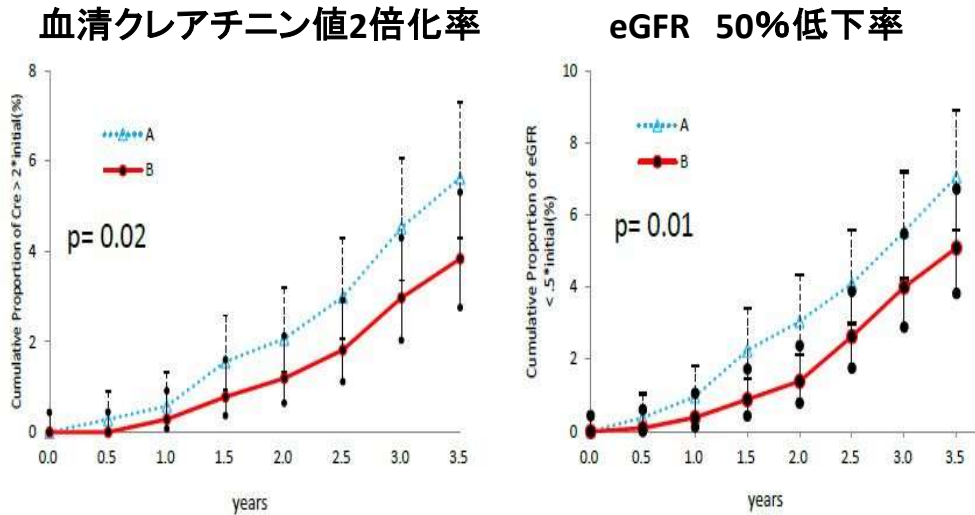 血清クレアチニン値2倍化率
Cumulative Proportion of Cre > 2*initial(%)
8
6
4
2
0
A
B
p= 0.02
0.0 0.5 1.0 1.5 2.0 2.5 3.0 3.5
years
eGFR 50%低下率
Cumulative Proportion of eGFR
< .5*initial(%)
10
8
6
4
2
0
A
B
p= 0.01
0.0 0.5 1.0 1.5 2.0 2.5 3.0 3.5
years